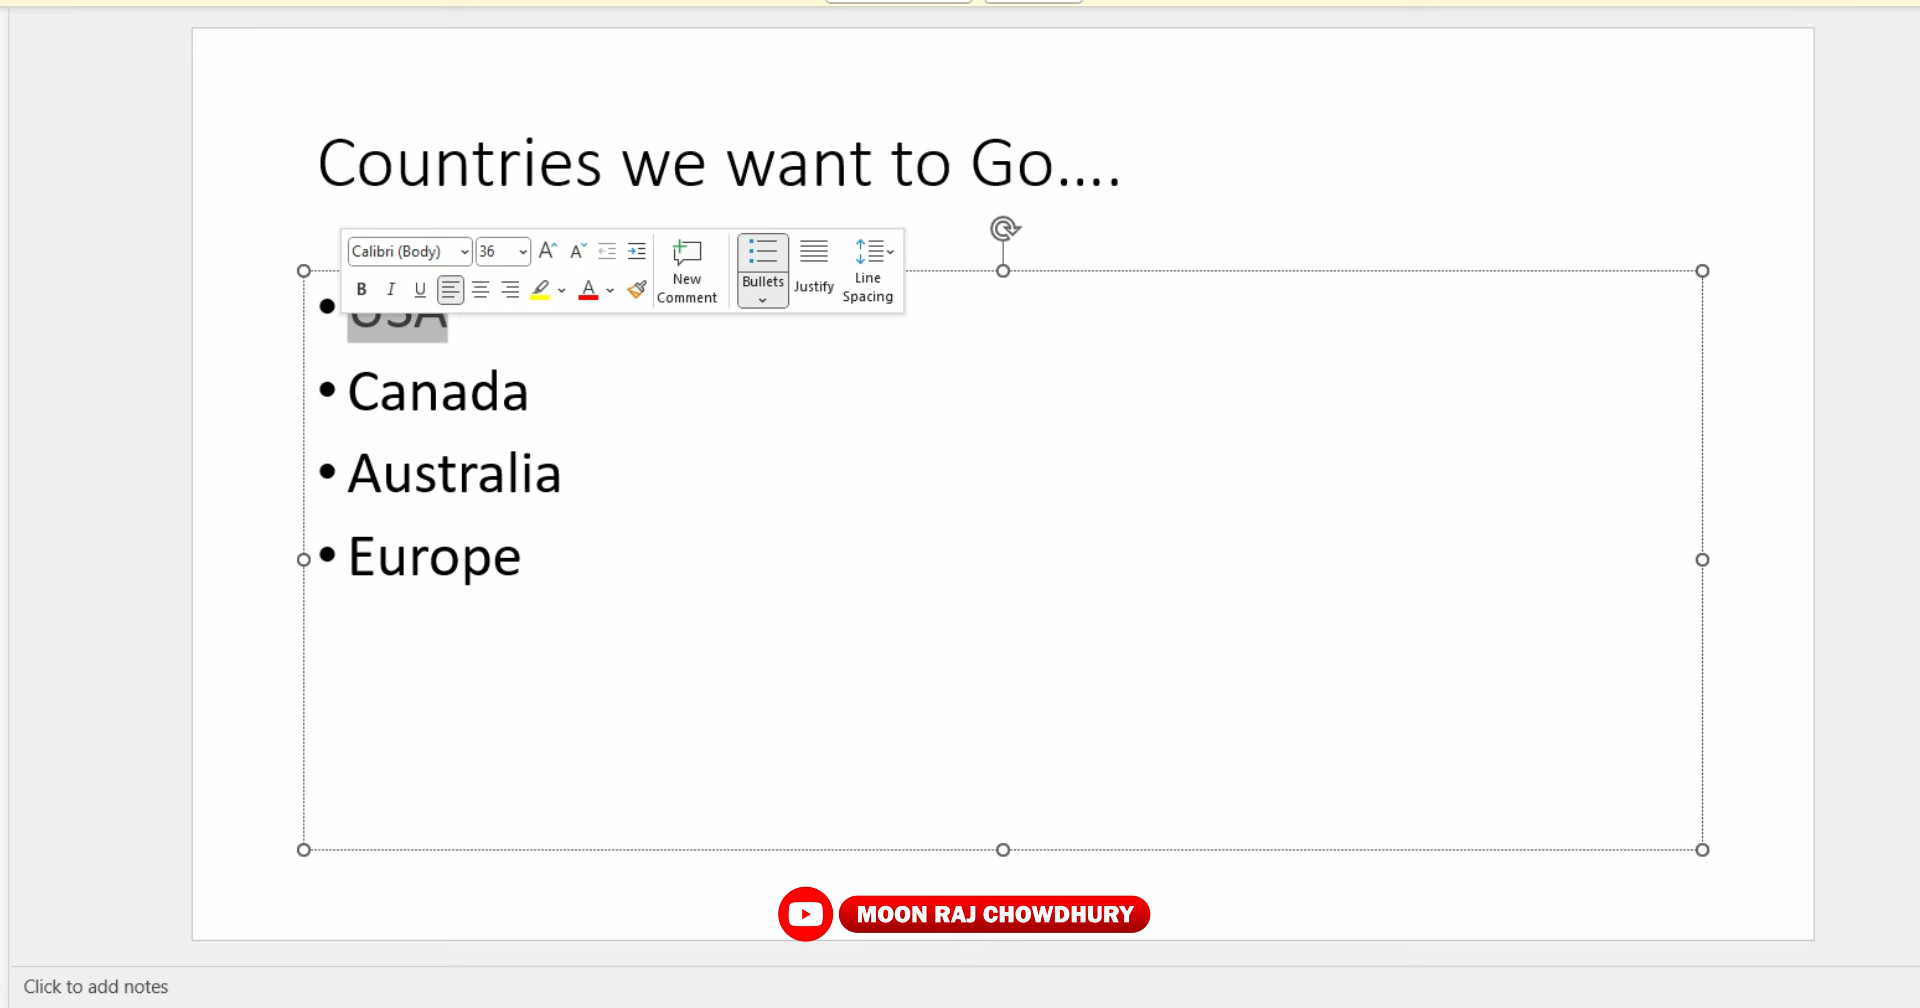 Countries we want to Go....
Calibri (Body) 36
New Comment
Bullets
Justify
Line Spacing
B I U A
• USA
• Canada
• Australia
• Europe
MOON RAJ CHOWDHURY
Click to add notes